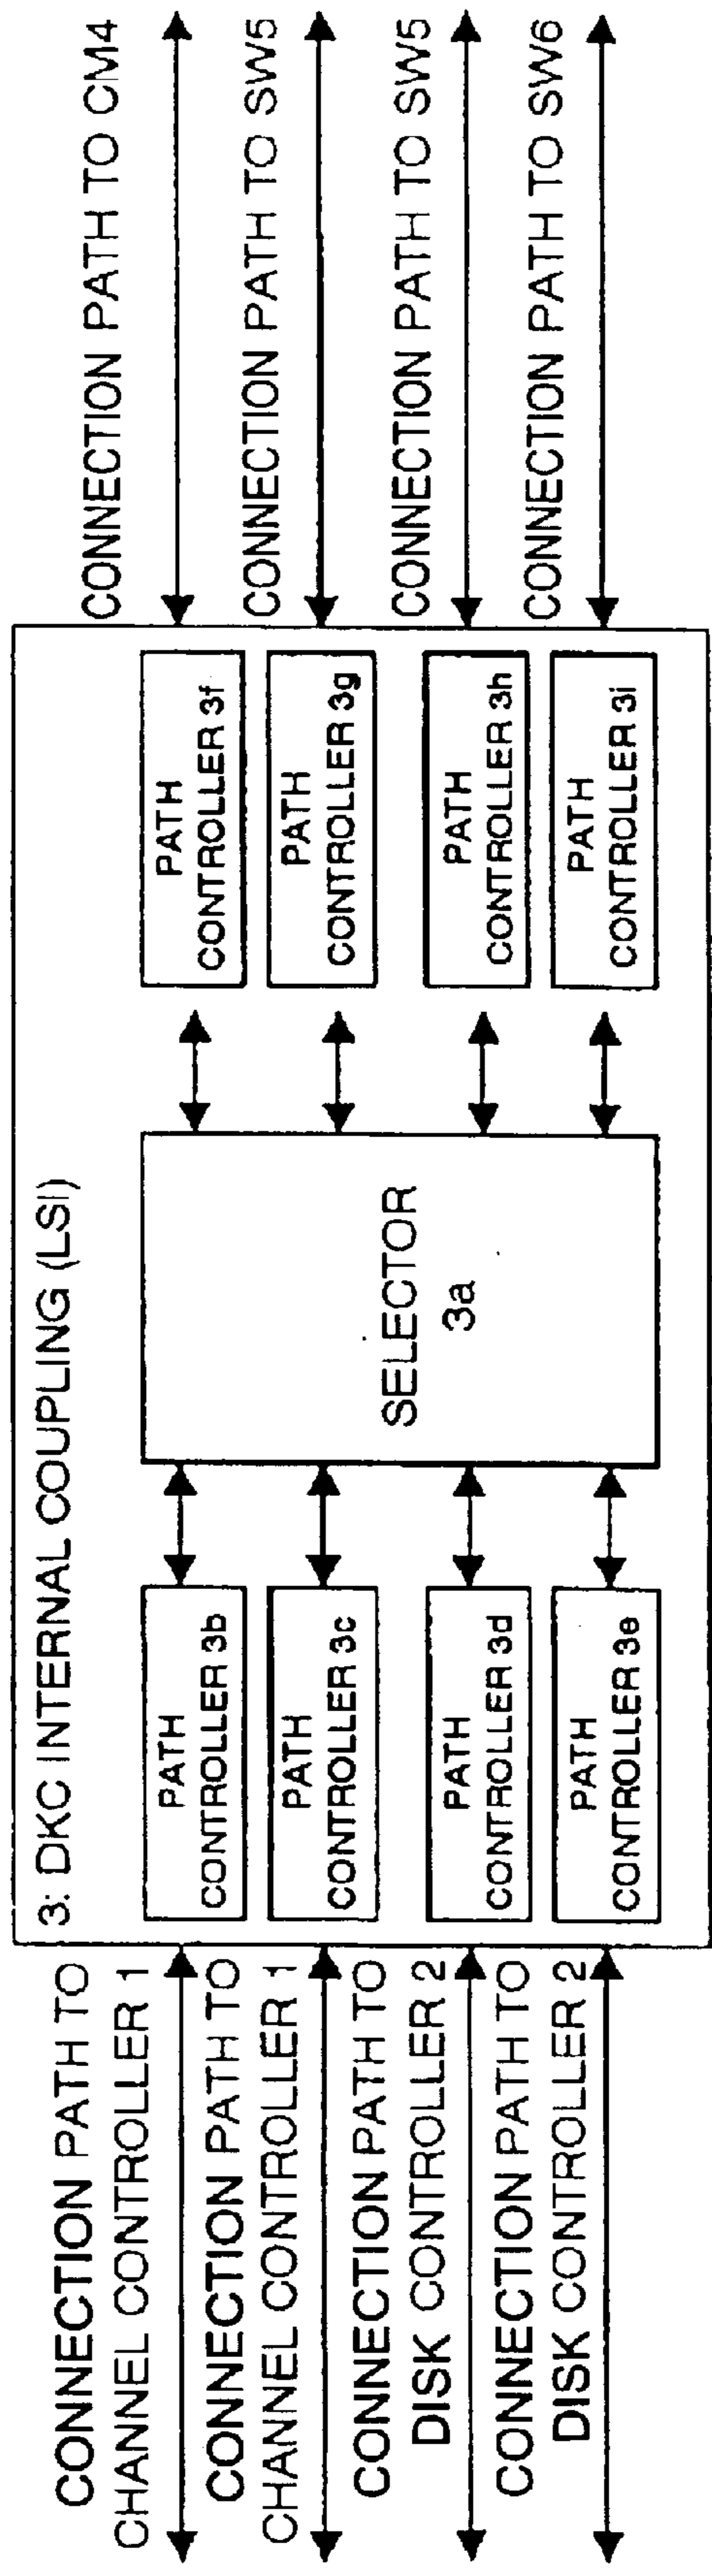 3: DKC INTERNAL COUPLING (LSI)
CONNECTION PATH TO
CHANNEL CONTROLLER 1
CONNECTION PATH TO
CHANNEL CONTROLLER 1
CONNECTION PATH TO
DISK CONTROLLER 2
CONNECTION PATH TO
DISK CONTROLLER 2
PATH
CONTROLLER 3b
PATH
CONTROLLER 3c
PATH
CONTROLLER 3d
PATH
CONTROLLER 3e
SELECTOR
3a
PATH
CONTROLLER 3f
PATH
CONTROLLER 3g
PATH
CONTROLLER 3h
PATH
CONTROLLER 3i
CONNECTION PATH TO CM4
CONNECTION PATH TO SW5
CONNECTION PATH TO SW5
CONNECTION PATH TO SW6